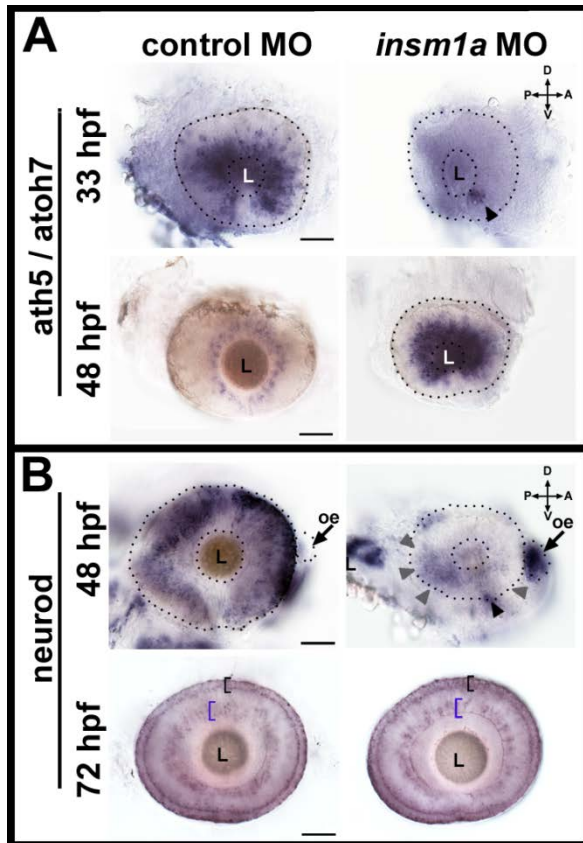 A
control MO
insm1a MO
ath5 / atoh7
33 hpf
L
L
D
P A
V
48 hpf
L
L
B
neurod
48 hpf
L
oe
L
D
P A
V
oe
72 hpf
L
L